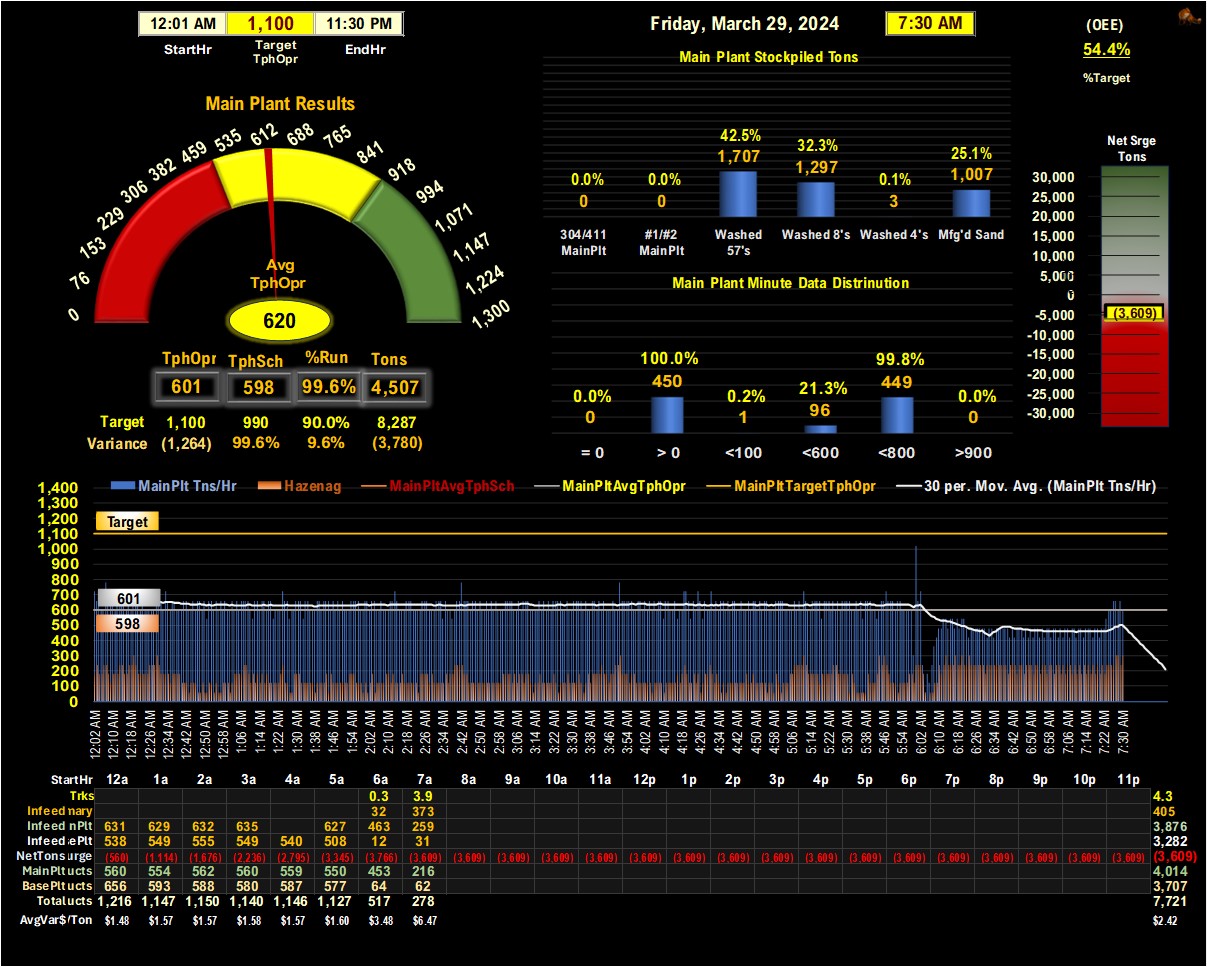 12:01 AM 1,100 11:30 PM
StartHr Target TphOpr EndHr
Friday, March 29, 2024 7:30 AM
(OEE)
54.4%
%Target
Main Plant Results
0 76 153 229 306 382 459 535 612 688 765 841 918 994 1,071 1,147 1,224 1,300
Avg
TphOpr
620
TphOpr TphSch %Run Tons
601 598 99.6% 4,507
Target 1,100 990 90.0% 8,287
Variance (1,264) 99.6% 9.6% (3,780)
Main Plant Stockpiled Tons
0.0% 0.0% 42.5% 32.3% 0.1% 25.1%
0 0 1,707 1,297 3 1,007
304/411 MainPlt #1/#2 MainPlt Washed 57's Washed 8's Washed 4's Mfg'd Sand
Main Plant Minute Data Distrinution
0.0% 100.0% 0.2% 21.3% 99.8% 0.0%
0 450 1 96 449 0
= 0 > 0 <100 <600 <800 >900
Net Srge
Tons
30,000
25,000
20,000
15,000
10,000
5,000
0
-5,000
(3,609)
-10,000
-15,000
-20,000
-25,000
-30,000
MainPlt Tns/Hr Hazenag MainPltAvgTphSch MainPltAvgTphOpr MainPltTargetTphOpr 30 per. Mov. Avg. (MainPlt Tns/Hr)
1,400
1,300
1,200
Target
1,100
1,000
900
800
700
601
600
598
500
400
300
200
100
0
12:02 AM 12:10 AM 12:18 AM 12:26 AM 12:34 AM 12:42 AM 12:50 AM 12:58 AM 1:06 AM 1:14 AM 1:22 AM 1:30 AM 1:38 AM 1:46 AM 1:54 AM 2:02 AM 2:10 AM 2:18 AM 2:26 AM 2:34 AM 2:42 AM 2:50 AM 2:58 AM 3:06 AM 3:14 AM 3:22 AM 3:30 AM 3:38 AM 3:46 AM 3:54 AM 4:02 AM 4:10 AM 4:18 AM 4:26 AM 4:34 AM 4:42 AM 4:50 AM 4:58 AM 5:06 AM 5:14 AM 5:22 AM 5:30 AM 5:38 AM 5:46 AM 5:54 AM 6:02 AM 6:10 AM 6:18 AM 6:26 AM 6:34 AM 6:42 AM 6:50 AM 6:58 AM 7:06 AM 7:14 AM 7:22 AM 7:30 AM
StartHr 12a 1a 2a 3a 4a 5a 6a 7a 8a 9a 10a 11a 12p 1p 2p 3p 4p 5p 6p 7p 8p 9p 10p 11p
Trks 0.3 3.9 4.3
Infeed nary 32 373 405
Infeed nPlt 631 629 632 635 627 463 259 3,876
Infeed ePlt 538 549 555 549 540 508 12 31 3,282
NetTons urge (560) (1,114) (1,676) (2,236) (2,795) (3,345) (3,766) (3,609) (3,609) (3,609) (3,609) (3,609) (3,609) (3,609) (3,609) (3,609) (3,609) (3,609) (3,609) (3,609) (3,609) (3,609) (3,609) (3,609) (3,609)
MainPlt ucts 560 554 562 560 559 550 453 216 4,014
BasePlt ucts 656 593 588 580 587 577 64 62 3,707
Total ucts 1,216 1,147 1,150 1,140 1,146 1,127 517 278 7,721
AvgVar$/Ton $1.48 $1.57 $1.57 $1.58 $1.57 $1.60 $3.48 $6.47 $2.42